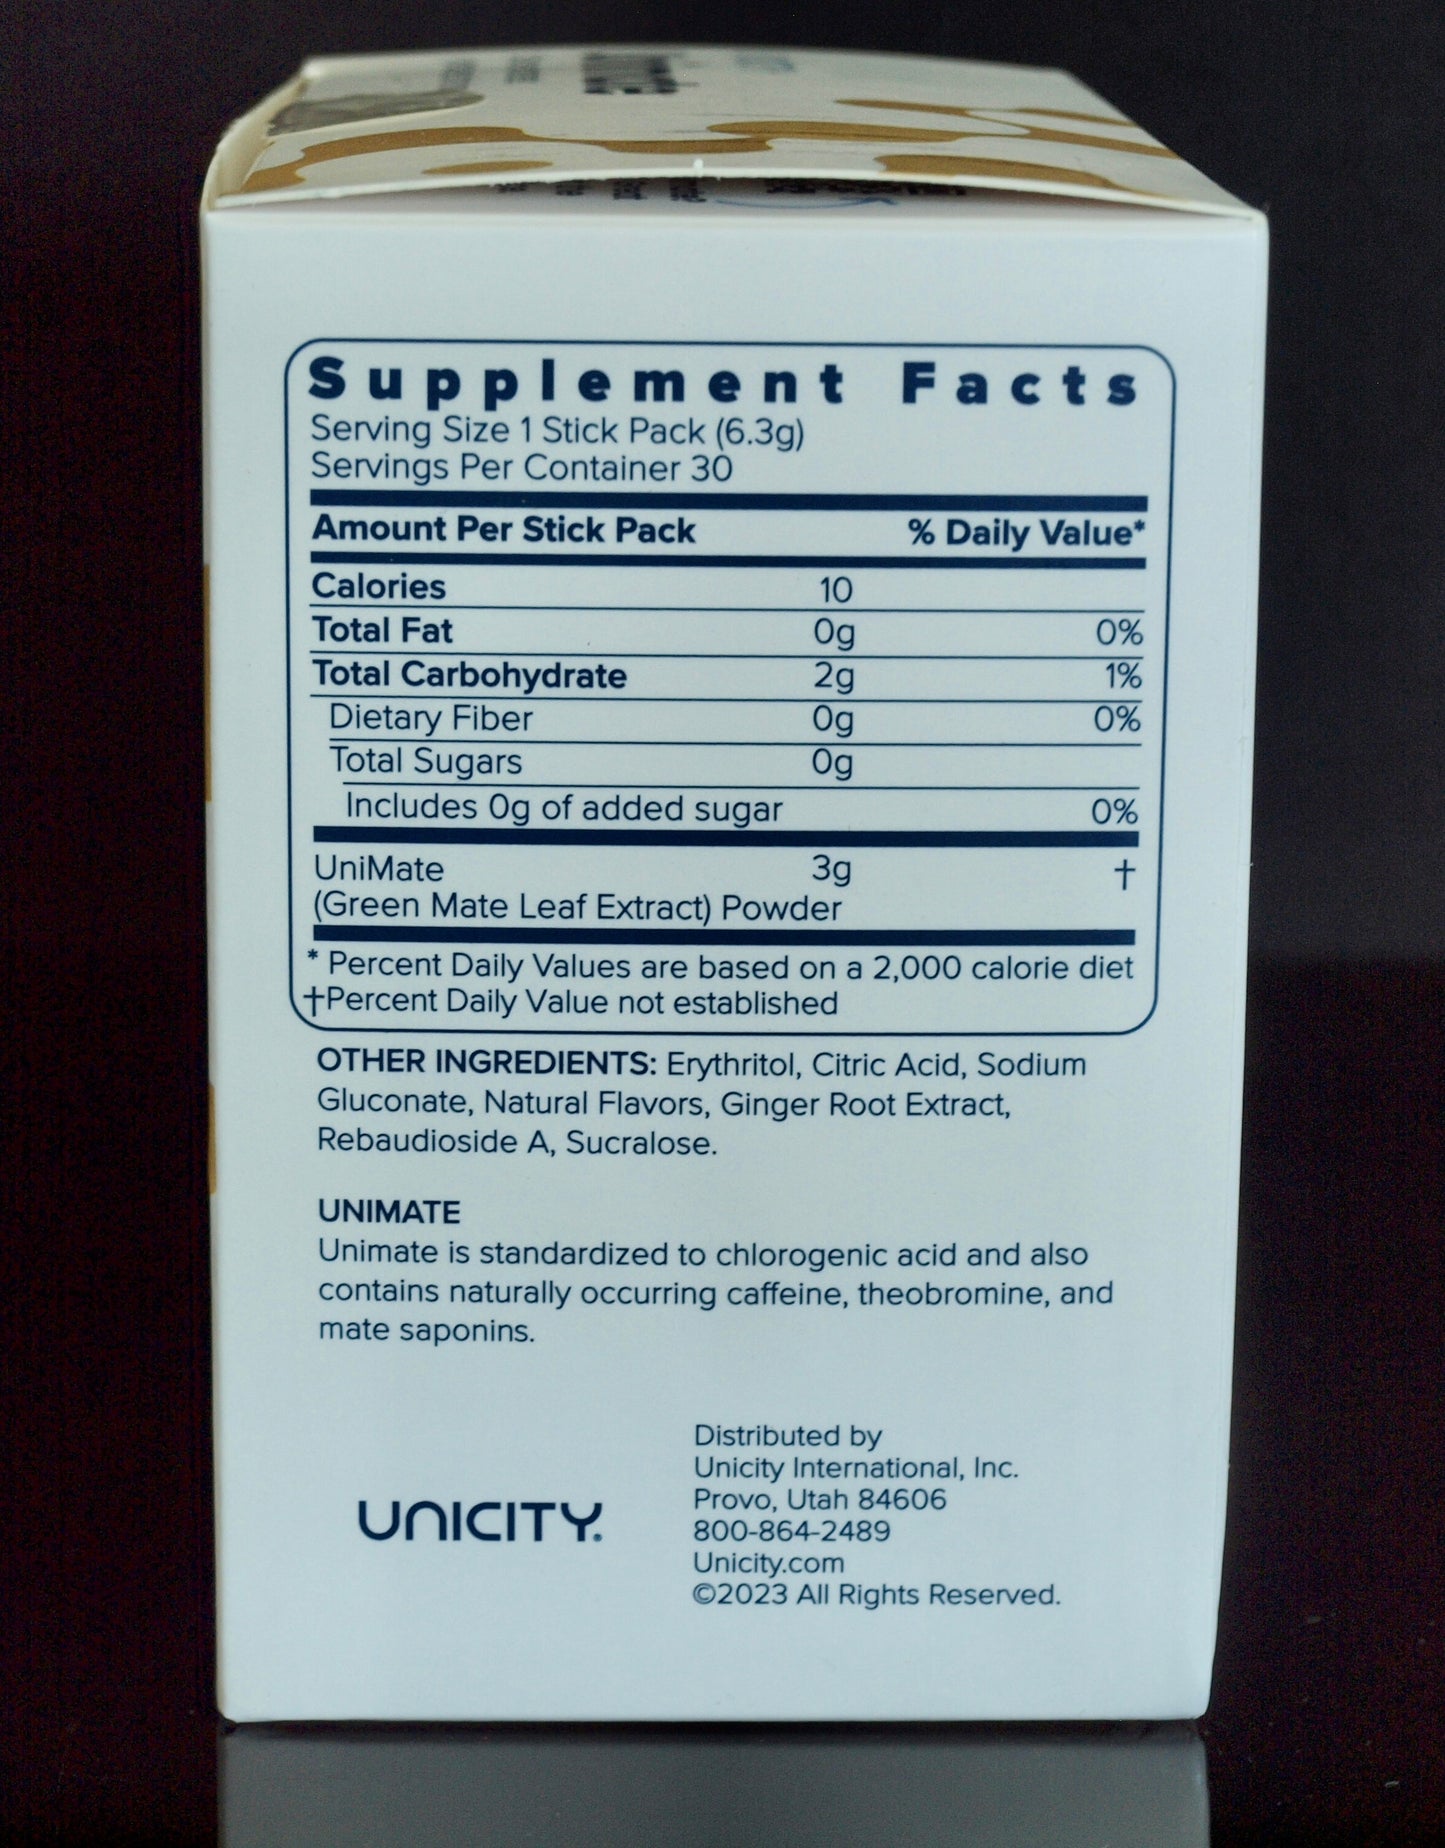 Supplement Facts
Serving Size 1 Stick Pack (6.3g)
Servings Per Container 30
Amount Per Stick Pack % Daily Value*
Calories 10
Total Fat 0g 0%
Total Carbohydrate 2g 1%
Dietary Fiber 0g 0%
Total Sugars 0g
Includes 0g of added sugar 0%
UniMate 3g †
(Green Mate Leaf Extract) Powder
* Percent Daily Values are based on a 2,000 calorie diet
†Percent Daily Value not established
OTHER INGREDIENTS: Erythritol, Citric Acid, Sodium
Gluconate, Natural Flavors, Ginger Root Extract,
Rebaudioside A, Sucralose.
UNIMATE
Unimate is standardized to chlorogenic acid and also
contains naturally occurring caffeine, theobromine, and
mate saponins.
UNICITY®
Distributed by
Unicity International, Inc.
Provo, Utah 84606
800-864-2489
Unicity.com
©2023 All Rights Reserved.